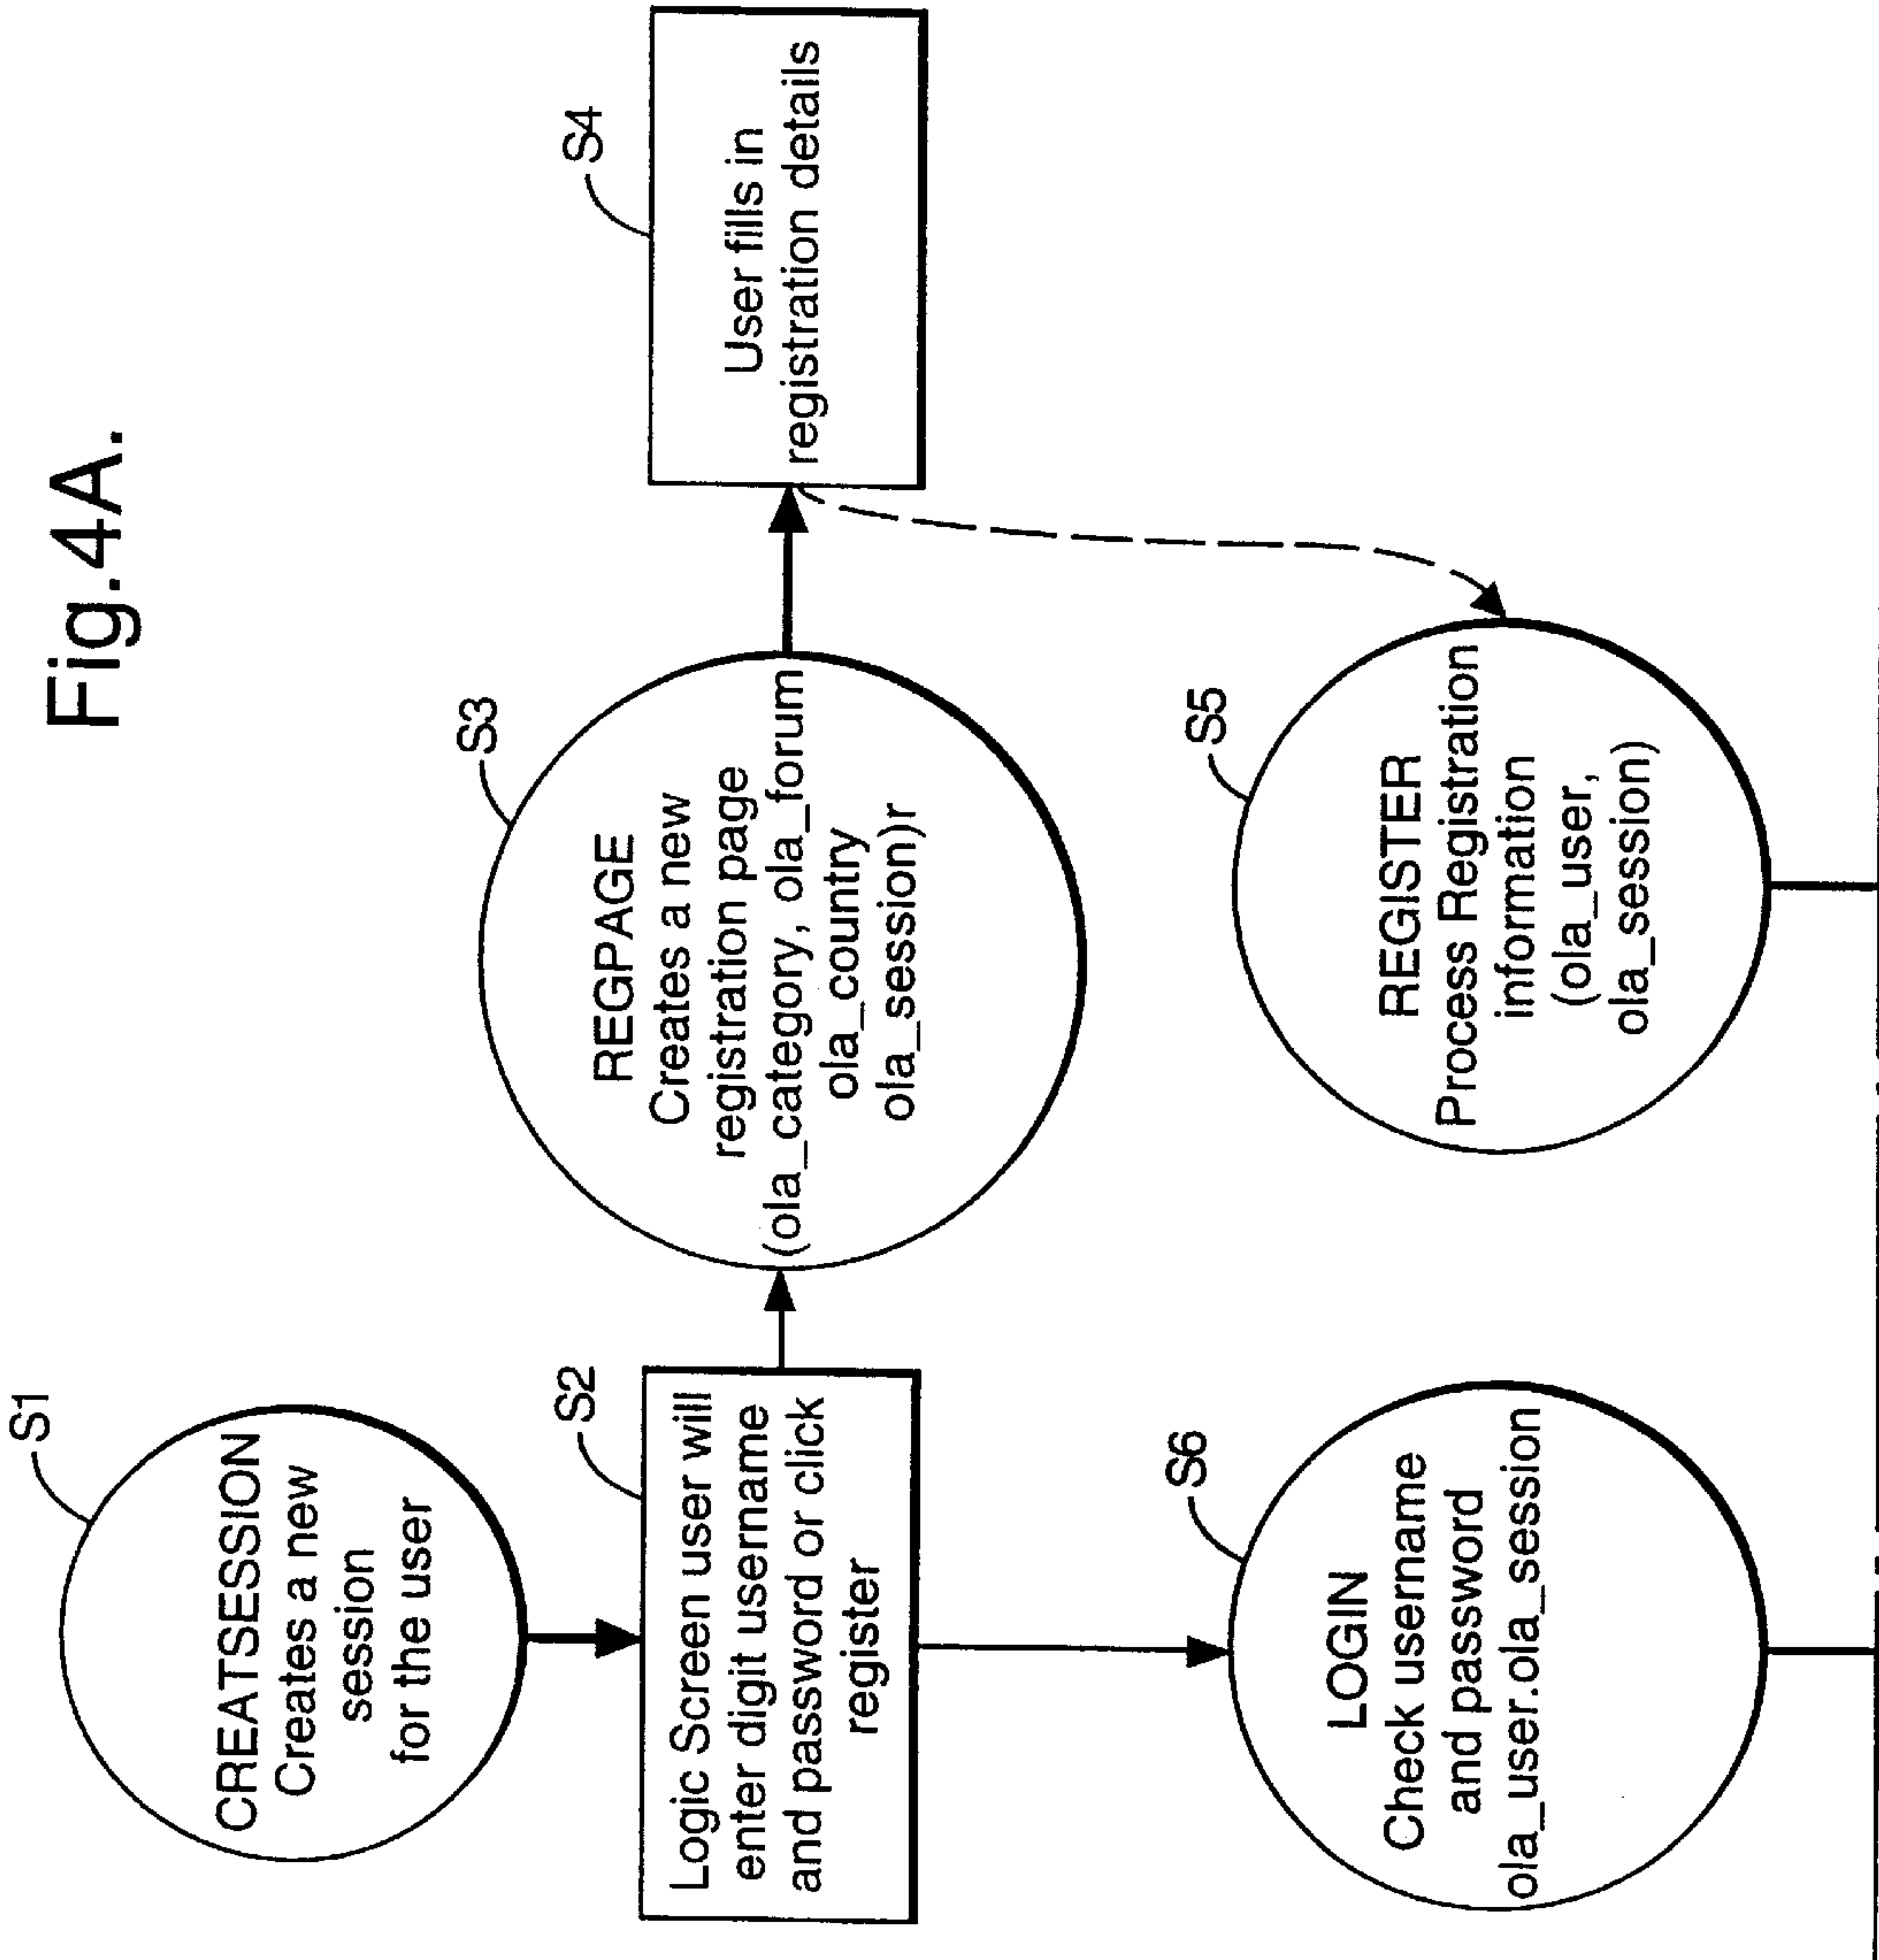 Fig.4A.
S1
CREATSESSION
Creates a new
session
for the user
S2
Logic Screen user will
enter digit username
and password or click
register
S3
REGPAGE
Creates a new
registration page
(ola_category, ola_forum
ola_country
ola_session)r
S4
User fills in
registration details
S6
LOGIN
Check username
and password
ola_user.ola_session
S5
REGISTER
Process Registration
information
(ola_user,
ola_session)